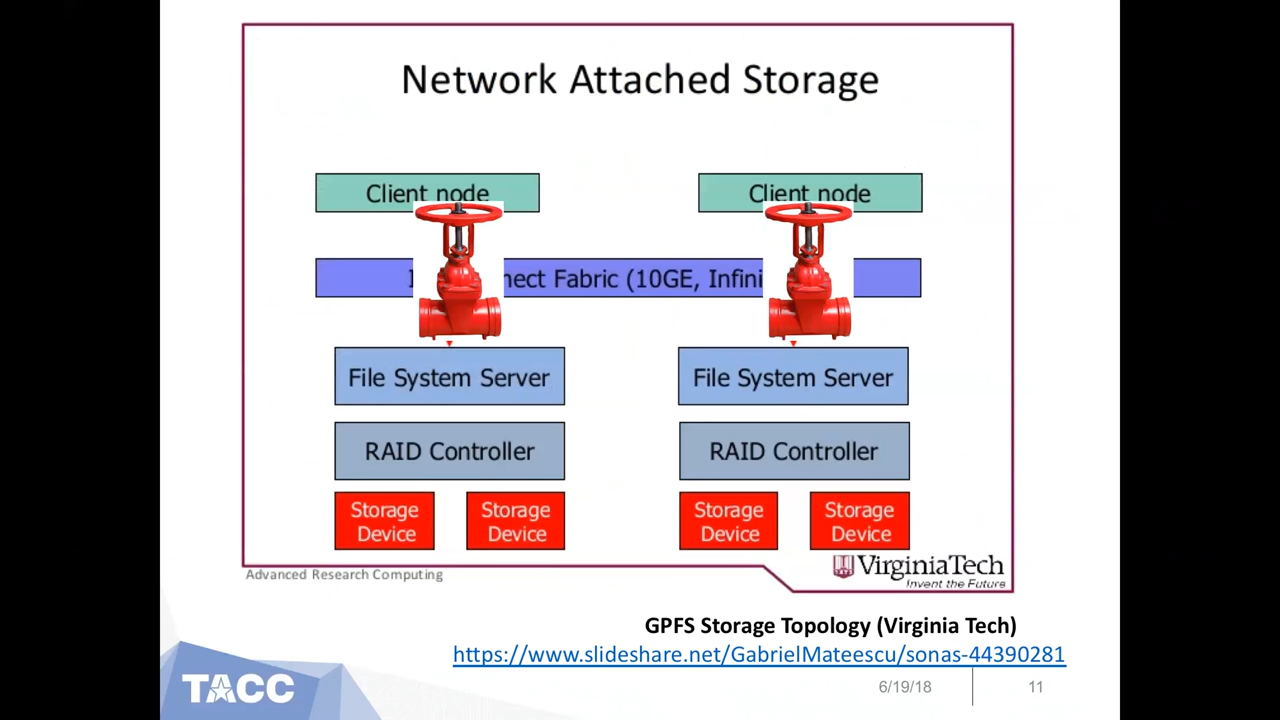 Network Attached Storage
Client node
Client node
nect Fabric (10GE, Infini
File System Server
File System Server
RAID Controller
RAID Controller
Storage
Device
Storage
Device
Storage
Device
Storage
Device
VirginiaTech
Invent the Future
Advanced Research Computing
GPFS Storage Topology (Virginia Tech)
https://www.slideshare.net/GabrielMateescu/sonas-44390281
TACC
6/19/18
11